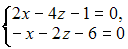 2x - 4z - 1 = 0,
-x - 2z - 6 = 0